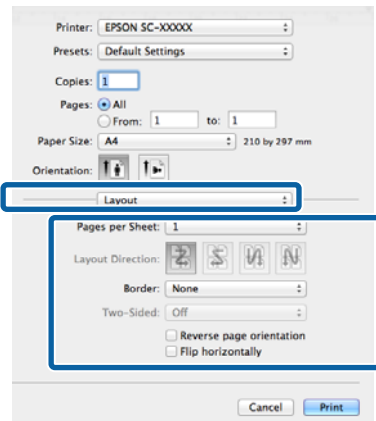 Printer: EPSON SC-XXXXX
Presets: Default Settings
Copies: 1
Pages: All
From: 1 to: 1
Paper Size: A4 210 by 297 mm
Orientation:
Layout
Pages per Sheet: 1
Layout Direction:
Border: None
Two-Sided: Off
Reverse page orientation
Flip horizontally
Cancel Print